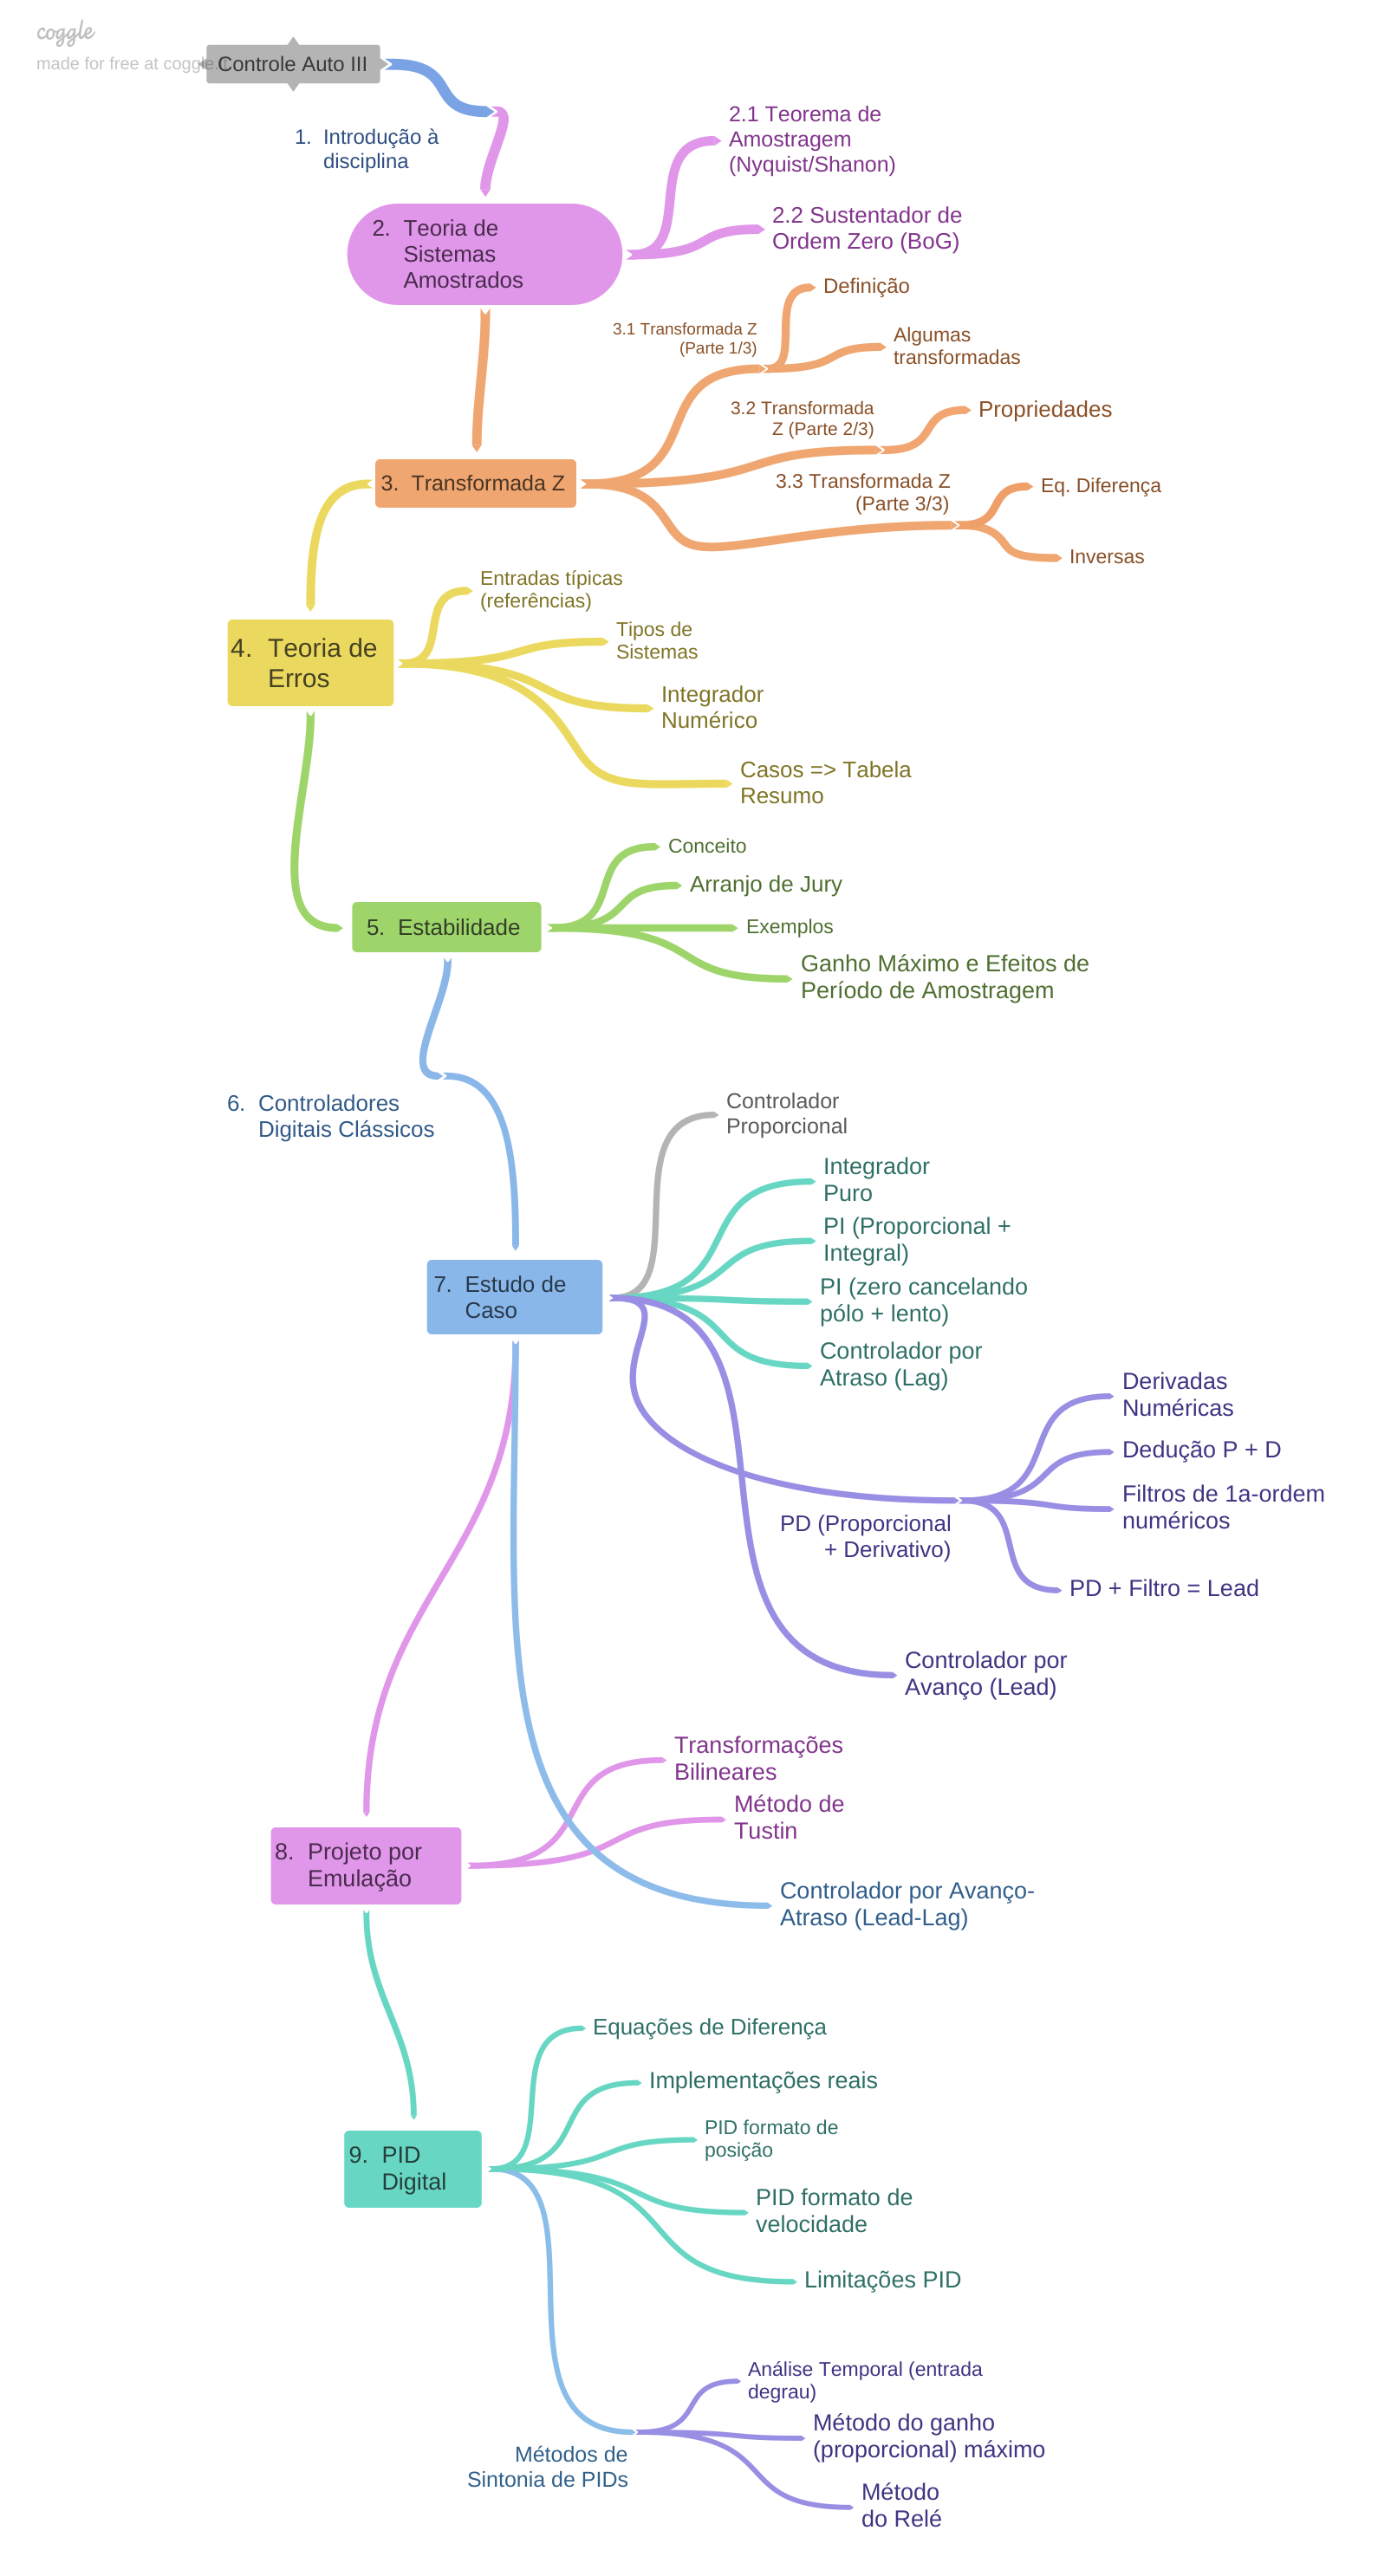 coggle
made for free at coggle.
Controle Auto III
1. Introdução à
disciplina
2. Teoria de
Sistemas
Amostrados
2.1 Teorema de
Amostragem
(Nyquist/Shanon)
2.2 Sustentador de
Ordem Zero (BoG)
3. Transformada Z
3.1 Transformada Z
(Parte 1/3)
Definição
Algumas
transformadas
3.2 Transformada
Z (Parte 2/3)
Propriedades
3.3 Transformada Z
(Parte 3/3)
Eq. Diferença
Inversas
4. Teoria de
Erros
Entradas típicas
(referências)
Tipos de
Sistemas
Integrador
Numérico
Casos => Tabela
Resumo
5. Estabilidade
Conceito
Arranjo de Jury
Exemplos
Ganho Máximo e Efeitos de
Período de Amostragem
6. Controladores
Digitais Clássicos
7. Estudo de
Caso
Controlador
Proporcional
Integrador
Puro
PI (Proporcional +
Integral)
PI (zero cancelando
pólo + lento)
Controlador por
Atraso (Lag)
PD (Proporcional
+ Derivativo)
Derivadas
Numéricas
Dedução P + D
Filtros de 1a-ordem
numéricos
PD + Filtro = Lead
Controlador por
Avanço (Lead)
8. Projeto por
Emulação
Transformações
Bilineares
Método de
Tustin
Controlador por Avanço-
Atraso (Lead-Lag)
9. PID
Digital
Equações de Diferença
Implementações reais
PID formato de
posição
PID formato de
velocidade
Limitações PID
Métodos de
Sintonia de PIDs
Análise Temporal (entrada
degrau)
Método do ganho
(proporcional) máximo
Método
do Relé